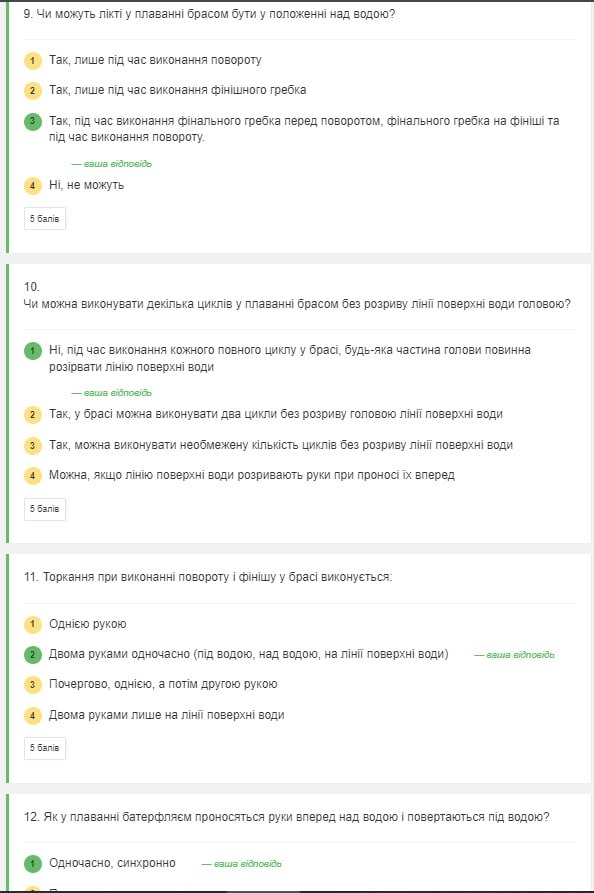 9. Чи можуть лікті у плаванні брасом бути у положенні над водою?
1 Так, лише під час виконання повороту
2 Так, лише під час виконання фінішного гребка
3 Так, під час виконання фінального гребка перед поворотом, фінального гребка на фініші та
під час виконання повороту.
— ваша відповідь
4 Ні, не можуть
5 балів
10.
Чи можна виконувати декілька циклів у плаванні брасом без розриву лінії поверхні води головою?
1 Ні, під час виконання кожного повного циклу у брасі, будь-яка частина голови повинна
розірвати лінію поверхні води
— ваша відповідь
2 Так, у брасі можна виконувати два цикли без розриву головою лінії поверхні води
3 Так, можна виконувати необмежену кількість циклів без розриву лінії поверхні води
4 Можна, якщо лінію поверхні води розривають руки при проносі їх вперед
5 балів
11. Торкання при виконанні повороту і фінішу у брасі виконується:
1 Однією рукою
2 Двома руками одночасно (під водою, над водою, на лінії поверхні води) — ваша відповідь
3 Почергово, однією, а потім другою рукою
4 Двома руками лише на лінії поверхні води
5 балів
12. Як у плаванні батерфляєм проносяться руки вперед над водою і повертаються під водою?
1 Одночасно, синхронно — ваша відповідь